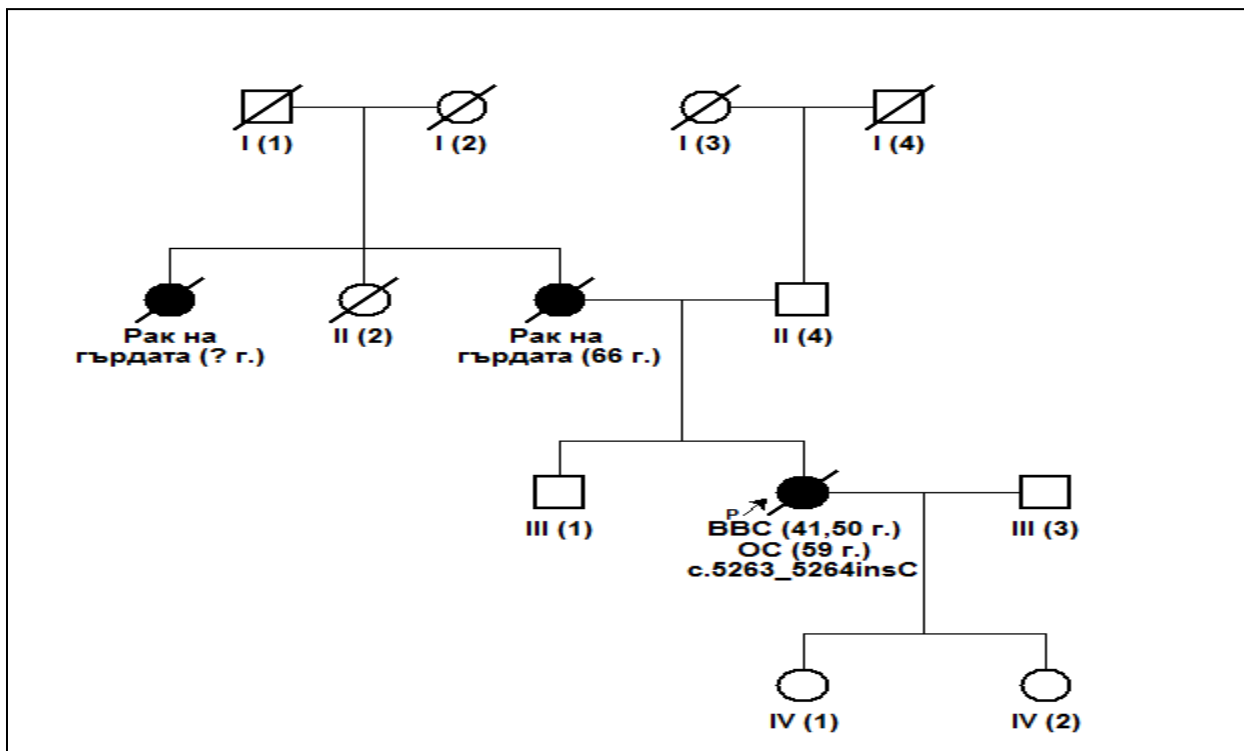 I (1)
I (2)
I (3)
I (4)
Рак на
гърдата (? г.)
II (2)
Рак на
гърдата (66 г.)
II (4)
III (1)
P
BBC (41,50 г.)
OC (59 г.)
c.5263_5264insC
III (3)
IV (1)
IV (2)